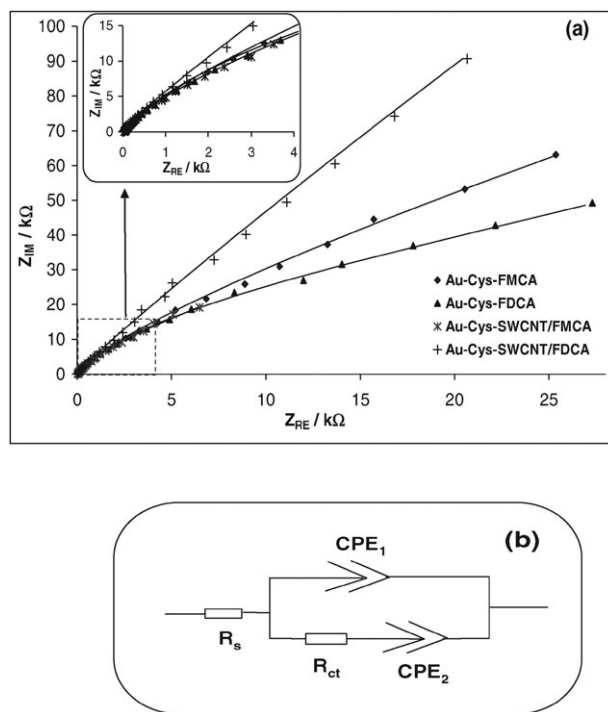 (a)
100
90
80
70
60
50
40
30
20
10
0
Z_IM / kΩ
0 5 10 15 20 25
Z_RE / kΩ
15
10
5
0
Z_IM / kΩ
0 1 2 3 4
Z_RE / kΩ
Au-Cys-FMCA
Au-Cys-FDCA
Au-Cys-SWCNT/FMCA
Au-Cys-SWCNT/FDCA
(b)
CPE₁
R_s
R_ct
CPE₂